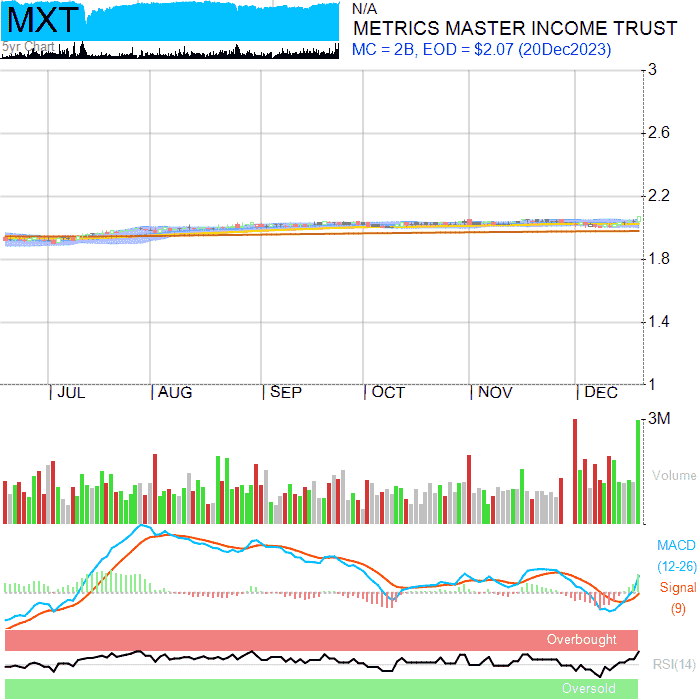 MXT
5yr Chart
N/A
METRICS MASTER INCOME TRUST
MC = 2B, EOD = $2.07 (20Dec2023)
3
2.6
2.2
1.8
1.4
1
JUL AUG SEP OCT NOV DEC
3M
Volume
MACD
(12-26)
Signal
(9)
Overbought
RSI(14)
Oversold